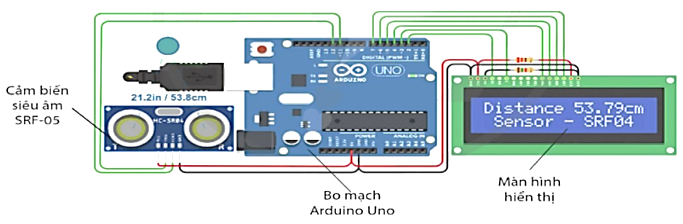 Cảm biến
siêu âm
SRF-05
21.2in / 53.8cm
HC-SR04
DIGITAL (PWM~)
UNO
ARDUINO
POWER
ANALOG IN
Distance 53.79cm
Sensor - SRF04
Bo mạch
Arduino Uno
Màn hình
hiển thị